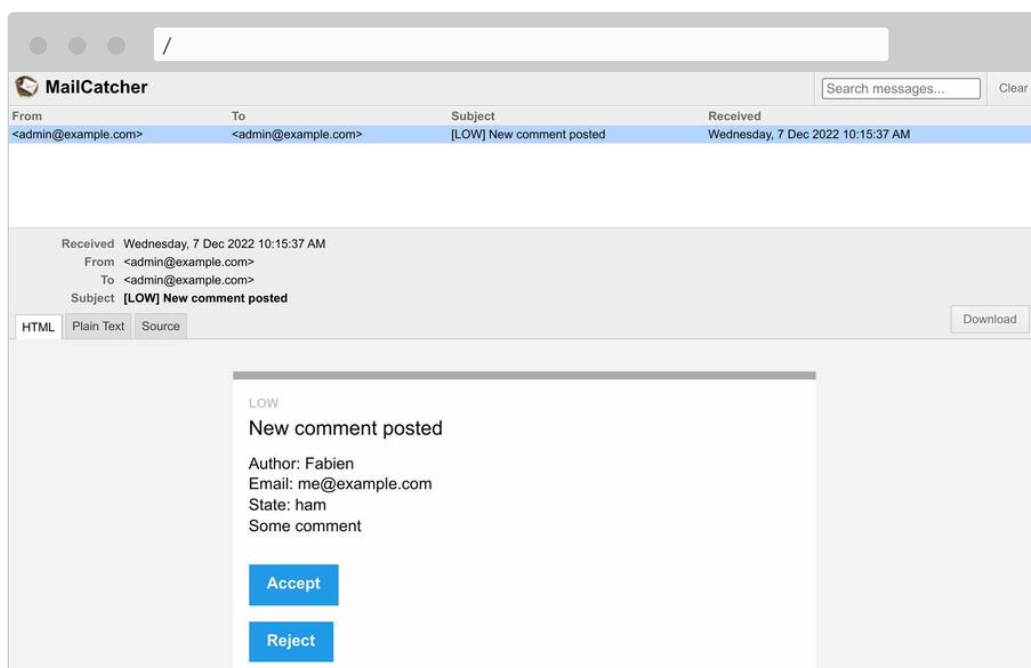 /
MailCatcher
Search messages...
Clear
From To Subject Received
<admin@example.com> <admin@example.com> [LOW] New comment posted Wednesday, 7 Dec 2022 10:15:37 AM
Received Wednesday, 7 Dec 2022 10:15:37 AM
From <admin@example.com>
To <admin@example.com>
Subject [LOW] New comment posted
HTML Plain Text Source Download
LOW
New comment posted
Author: Fabien
Email: me@example.com
State: ham
Some comment
Accept
Reject